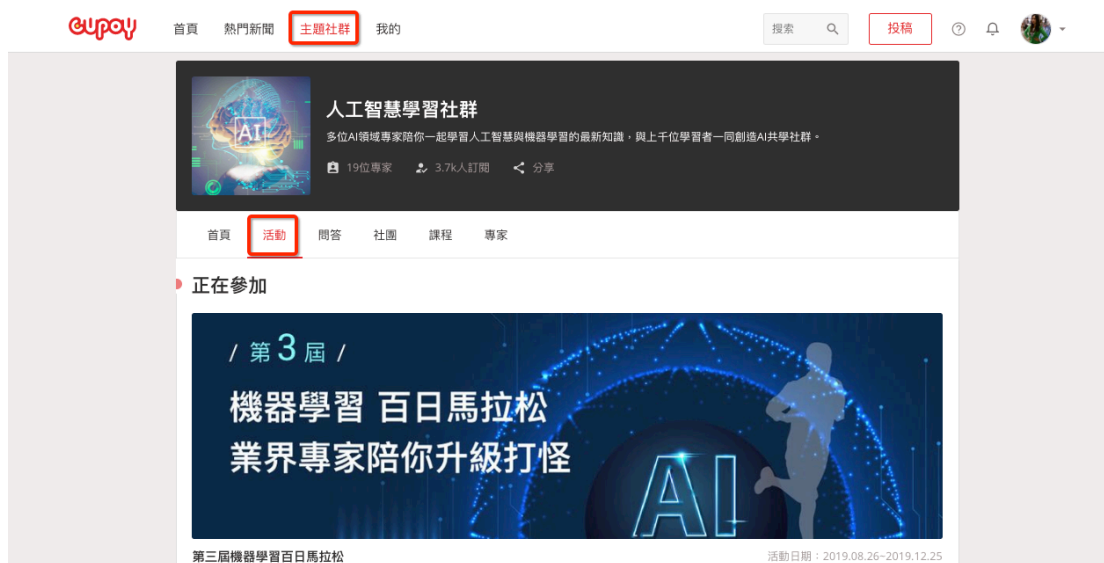 cupoy
首頁 熱門新聞 主題社群 我的 搜索 投稿
AI
人工智慧學習社群
多位AI領域專家陪你一起學習人工智慧與機器學習的最新知識，與上千位學習者一同創造AI共學社群。
19位專家 3.7k人訂閱 分享
首頁 活動 問答 社團 課程 專家
正在參加
/ 第3屆 /
機器學習 百日馬拉松
業界專家陪你升級打怪
AI
第三屆機器學習百日馬拉松 活動日期：2019.08.26~2019.12.25